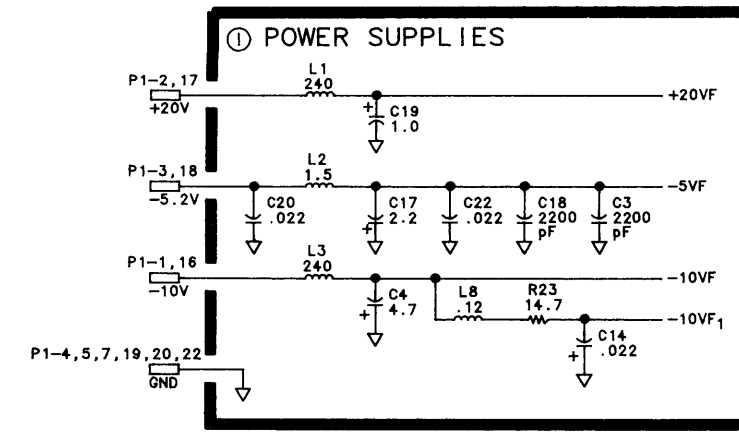 ① POWER SUPPLIES
P1-2,17
+20V
L1
240
C19
1.0
+
+20VF
P1-3,18
-5.2V
L2
1.5
C20
.022
C17
2.2
+
C22
.022
C18
2200
pF
C3
2200
pF
-5VF
P1-1,16
-10V
L3
240
C4
4.7
+
L8
.12
R23
14.7
-10VF
-10VF₁
C14
.022
+
P1-4,5,7,19,20,22
GND